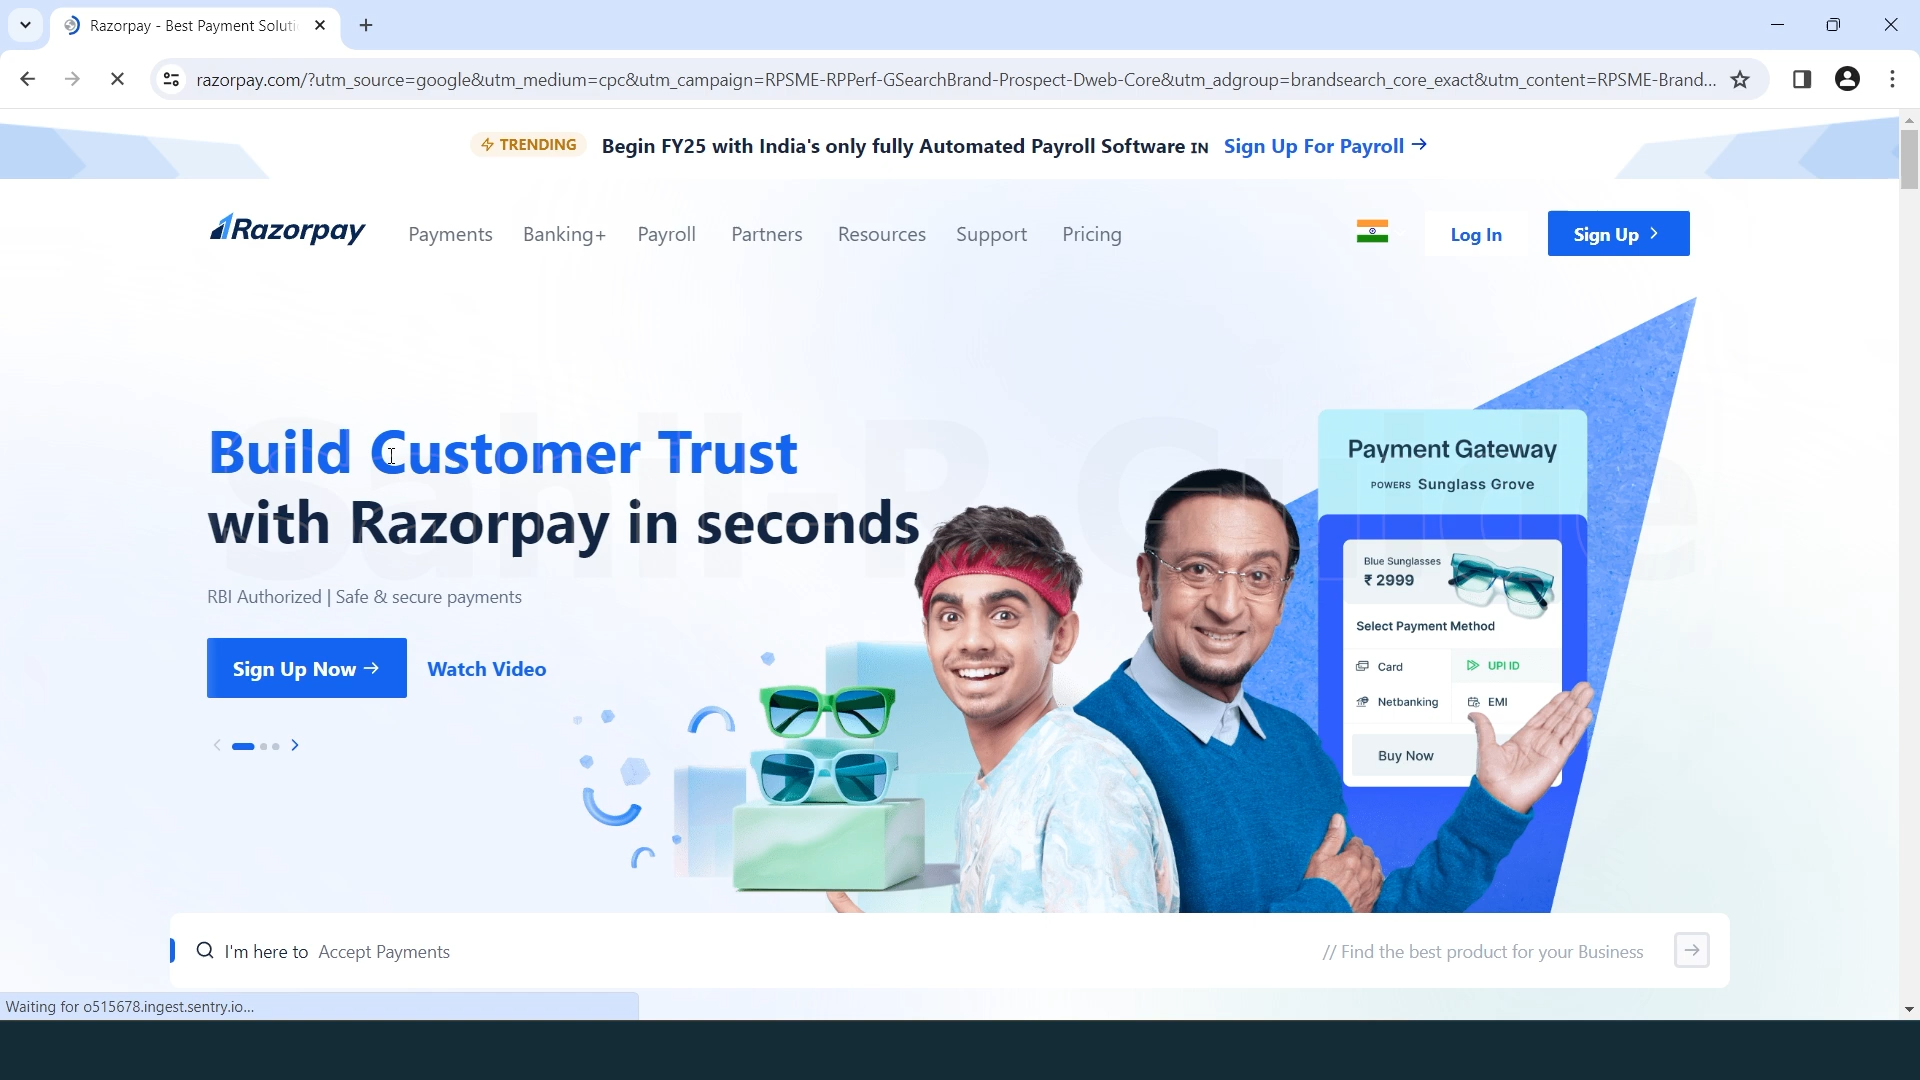 Razorpay - Best Payment Soluti
razorpay.com/?utm_source=google&utm_medium=cpc&utm_campaign=RPSME-RPPerf-GSearchBrand-Prospect-Dweb-Core&utm_adgroup=brandsearch_core_exact&utm_content=RPSME-Brand...
TRENDING Begin FY25 with India's only fully Automated Payroll Software IN Sign Up For Payroll →
Razorpay Payments Banking+ Payroll Partners Resources Support Pricing Log In Sign Up >
Build Customer Trust
with Razorpay in seconds
RBI Authorized | Safe & secure payments
Sign Up Now →
Watch Video
Payment Gateway
POWERS Sunglass Grove
Blue Sunglasses
₹ 2999
Select Payment Method
Card
UPI ID
Netbanking
EMI
Buy Now
I'm here to Accept Payments
// Find the best product for your Business
Waiting for o515678.ingest.sentry.io...